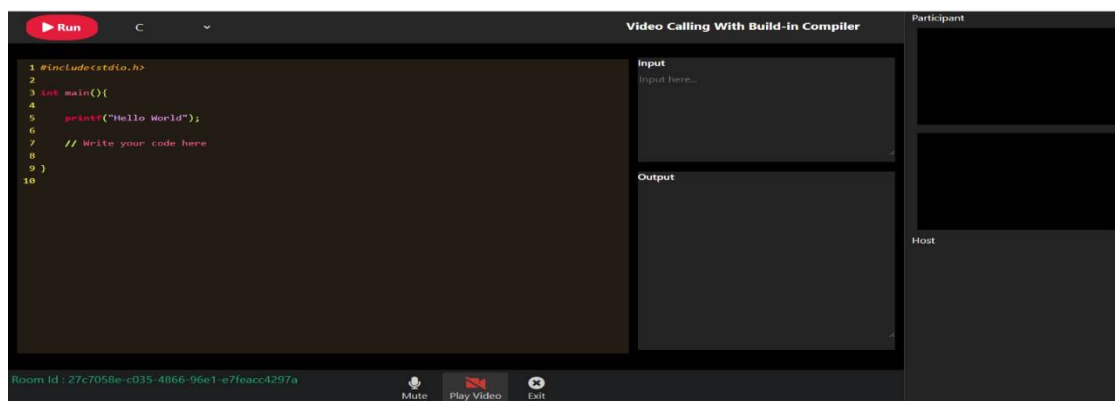 Run
C
Video Calling With Build-in Compiler
Participant
1 #include<stdio.h>
2
3 int main(){
4
5 printf("Hello World");
6
7 // Write your code here
8
9 }
10
Input
Input here...
Output
Host
Room Id : 27c7058e-c035-4866-96e1-e7feacc4297a
Mute
Play Video
Exit